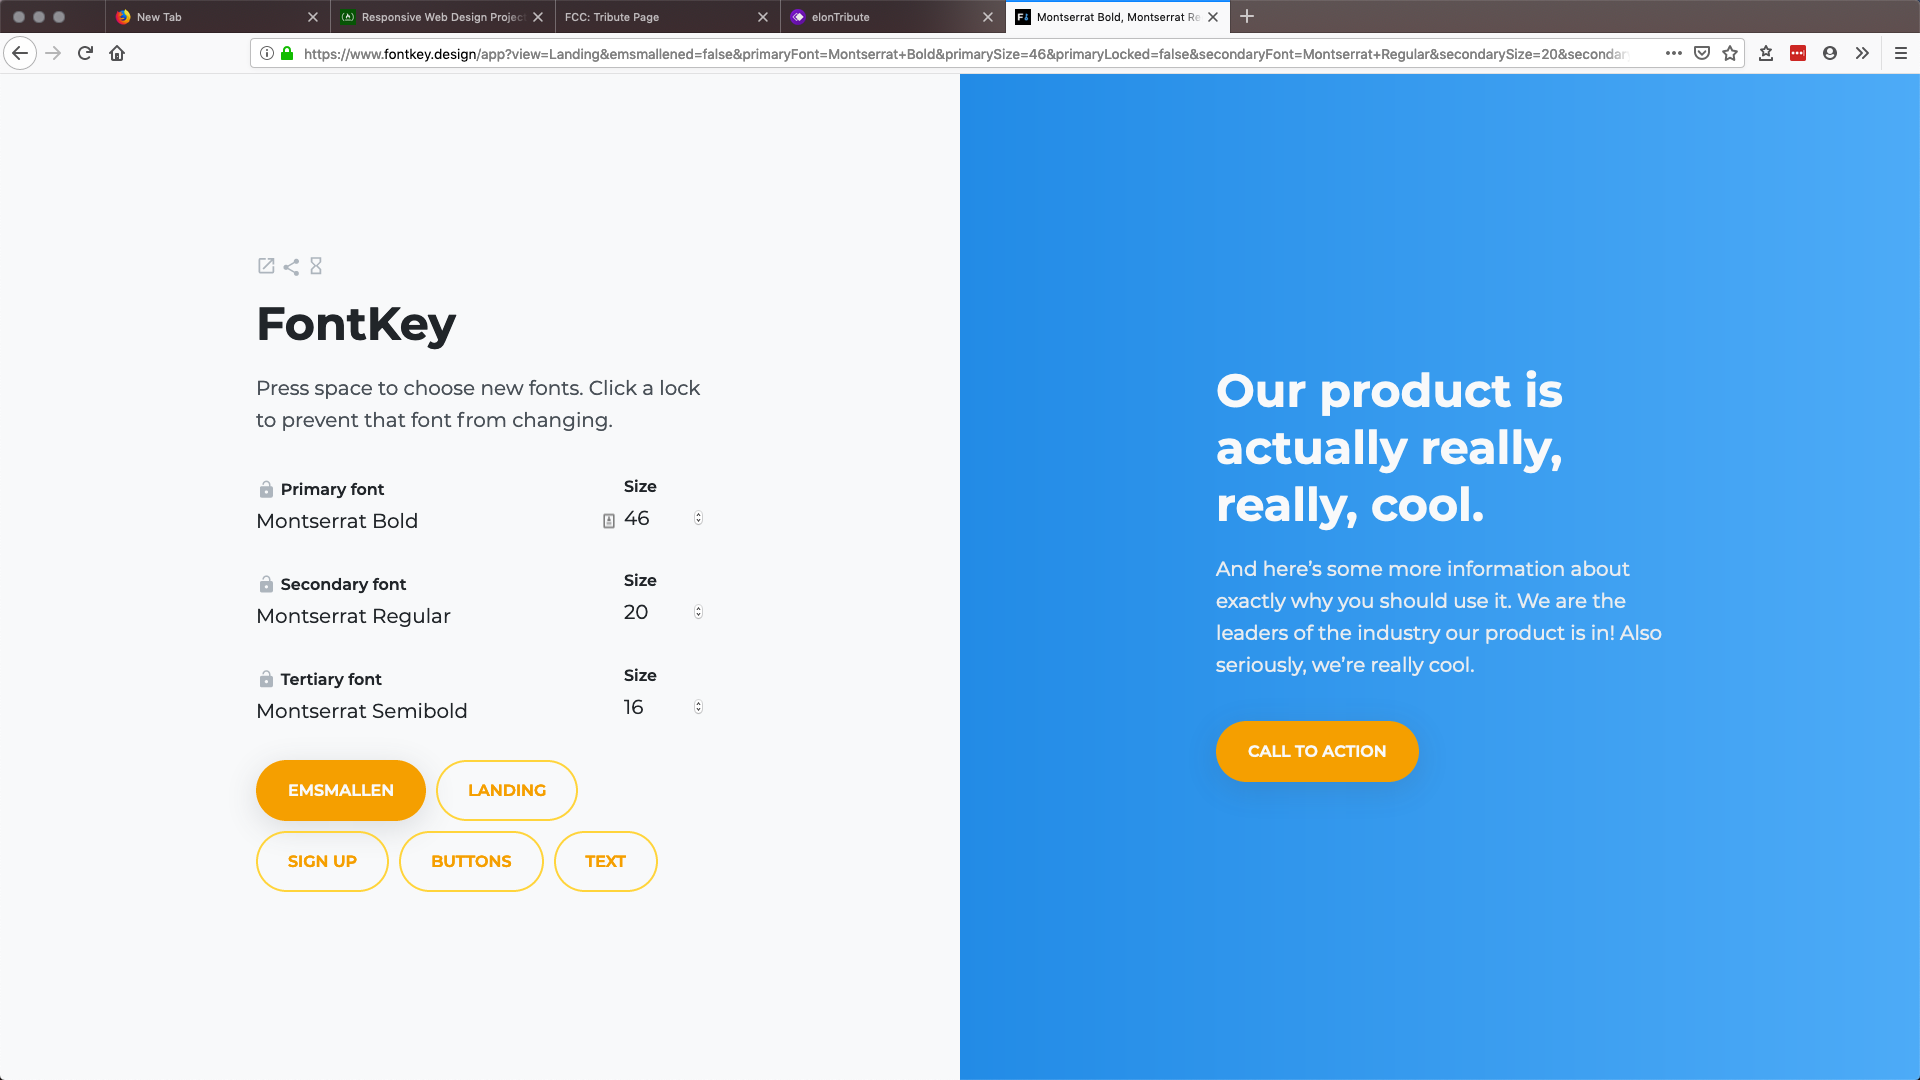 New Tab
Responsive Web Design Project
FCC: Tribute Page
elonTribute
Montserrat Bold, Montserrat Re
https://www.fontkey.design/app?view=Landing&emsmallened=false&primaryFont=Montserrat+Bold&primarySize=46&primaryLocked=false&secondaryFont=Montserrat+Regular&secondarySize=20&secondar
FontKey
Press space to choose new fonts. Click a lock
to prevent that font from changing.
Primary font
Size
Montserrat Bold
46
Secondary font
Size
Montserrat Regular
20
Tertiary font
Size
Montserrat Semibold
16
EMSMALLEN
LANDING
SIGN UP
BUTTONS
TEXT
Our product is
actually really,
really, cool.
And here’s some more information about
exactly why you should use it. We are the
leaders of the industry our product is in! Also
seriously, we’re really cool.
CALL TO ACTION